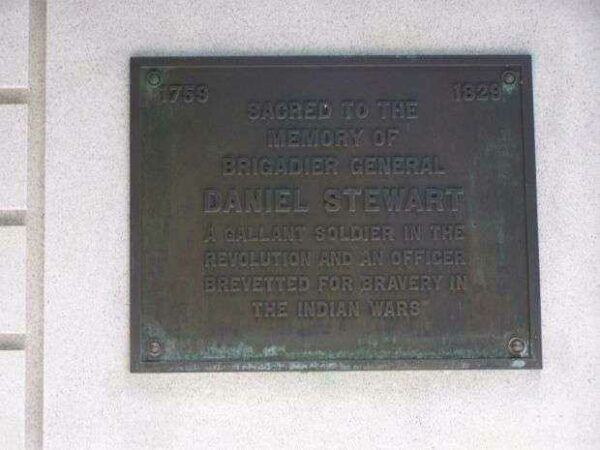 1759 1829
SACRED TO THE
MEMORY OF
BRIGADIER GENERAL
DANIEL STEWART
A GALLANT SOLDIER IN THE
REVOLUTION AND AN OFFICER
BREVETTED FOR BRAVERY IN
THE INDIAN WARS